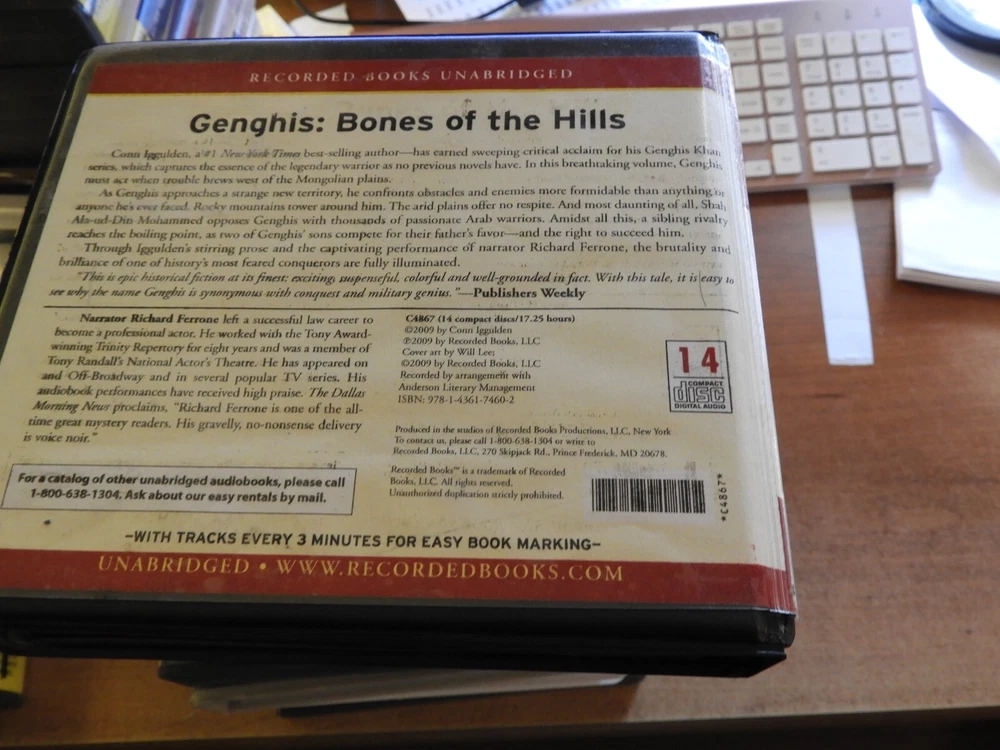 RECORDED BOOKS UNABRIDGED
Genghis: Bones of the Hills
Conn Iggulden, a #1 New York Times best-selling author—has earned sweeping critical acclaim for his Genghis Khan
series, which captures the essence of the legendary warrior as no previous novels have. In this breathtaking volume, Genghis
must act when trouble brews west of the Mongolian plains.
As Genghis approaches a strange new territory, he confronts obstacles and enemies more formidable than anything or
anyone he's ever faced. Rocky mountains tower around him. The arid plains offer no respite. And most daunting of all, Shah
Ala-ud-Din Mohammed opposes Genghis with thousands of passionate Arab warriors. Amidst all this, a sibling rivalry
reaches the boiling point, as two of Genghis' sons compete for their father's favor—and the right to succeed him.
Through Iggulden's stirring prose and the captivating performance of narrator Richard Ferrone, the brutality and
brilliance of one of history's most feared conquerors are fully illuminated.
"This is epic historical fiction at its finest: exciting, suspenseful, colorful and well-grounded in fact. With this tale, it is easy to
see why the name Genghis is synonymous with conquest and military genius."—Publishers Weekly
Narrator Richard Ferrone left a successful law career to
become a professional actor. He worked with the Tony Award-
winning Trinity Repertory for eight years and was a member of
Tony Randall's National Actor's Theatre. He has appeared on
and Off-Broadway and in several popular TV series. His
audiobook performances have received high praise. The Dallas
Morning News proclaims, "Richard Ferrone is one of the all-
time great mystery readers. His gravelly, no-nonsense delivery
is voice noir."
For a catalog of other unabridged audiobooks, please call
1-800-638-1304. Ask about our easy rentals by mail.
C4867 (14 compact discs/17.25 hours)
©2009 by Conn Iggulden
℗2009 by Recorded Books, LLC
Cover art by Will Lee;
©2009 by Recorded Books, LLC
Recorded by arrangement with
Anderson Literary Management
ISBN: 978-1-4361-7460-2
14
COMPACT
disc
DIGITAL AUDIO
Produced in the studios of Recorded Books Productions, LLC, New York
To contact us, please call 1-800-638-1304 or write to
Recorded Books, LLC, 270 Skipjack Rd., Prince Frederick, MD 20678.
Recorded Books™ is a trademark of Recorded
Books, LLC. All rights reserved.
Unauthorized duplication strictly prohibited.
*C4867*
—WITH TRACKS EVERY 3 MINUTES FOR EASY BOOK MARKING—
UNABRIDGED • WWW.RECORDEDBOOKS.COM